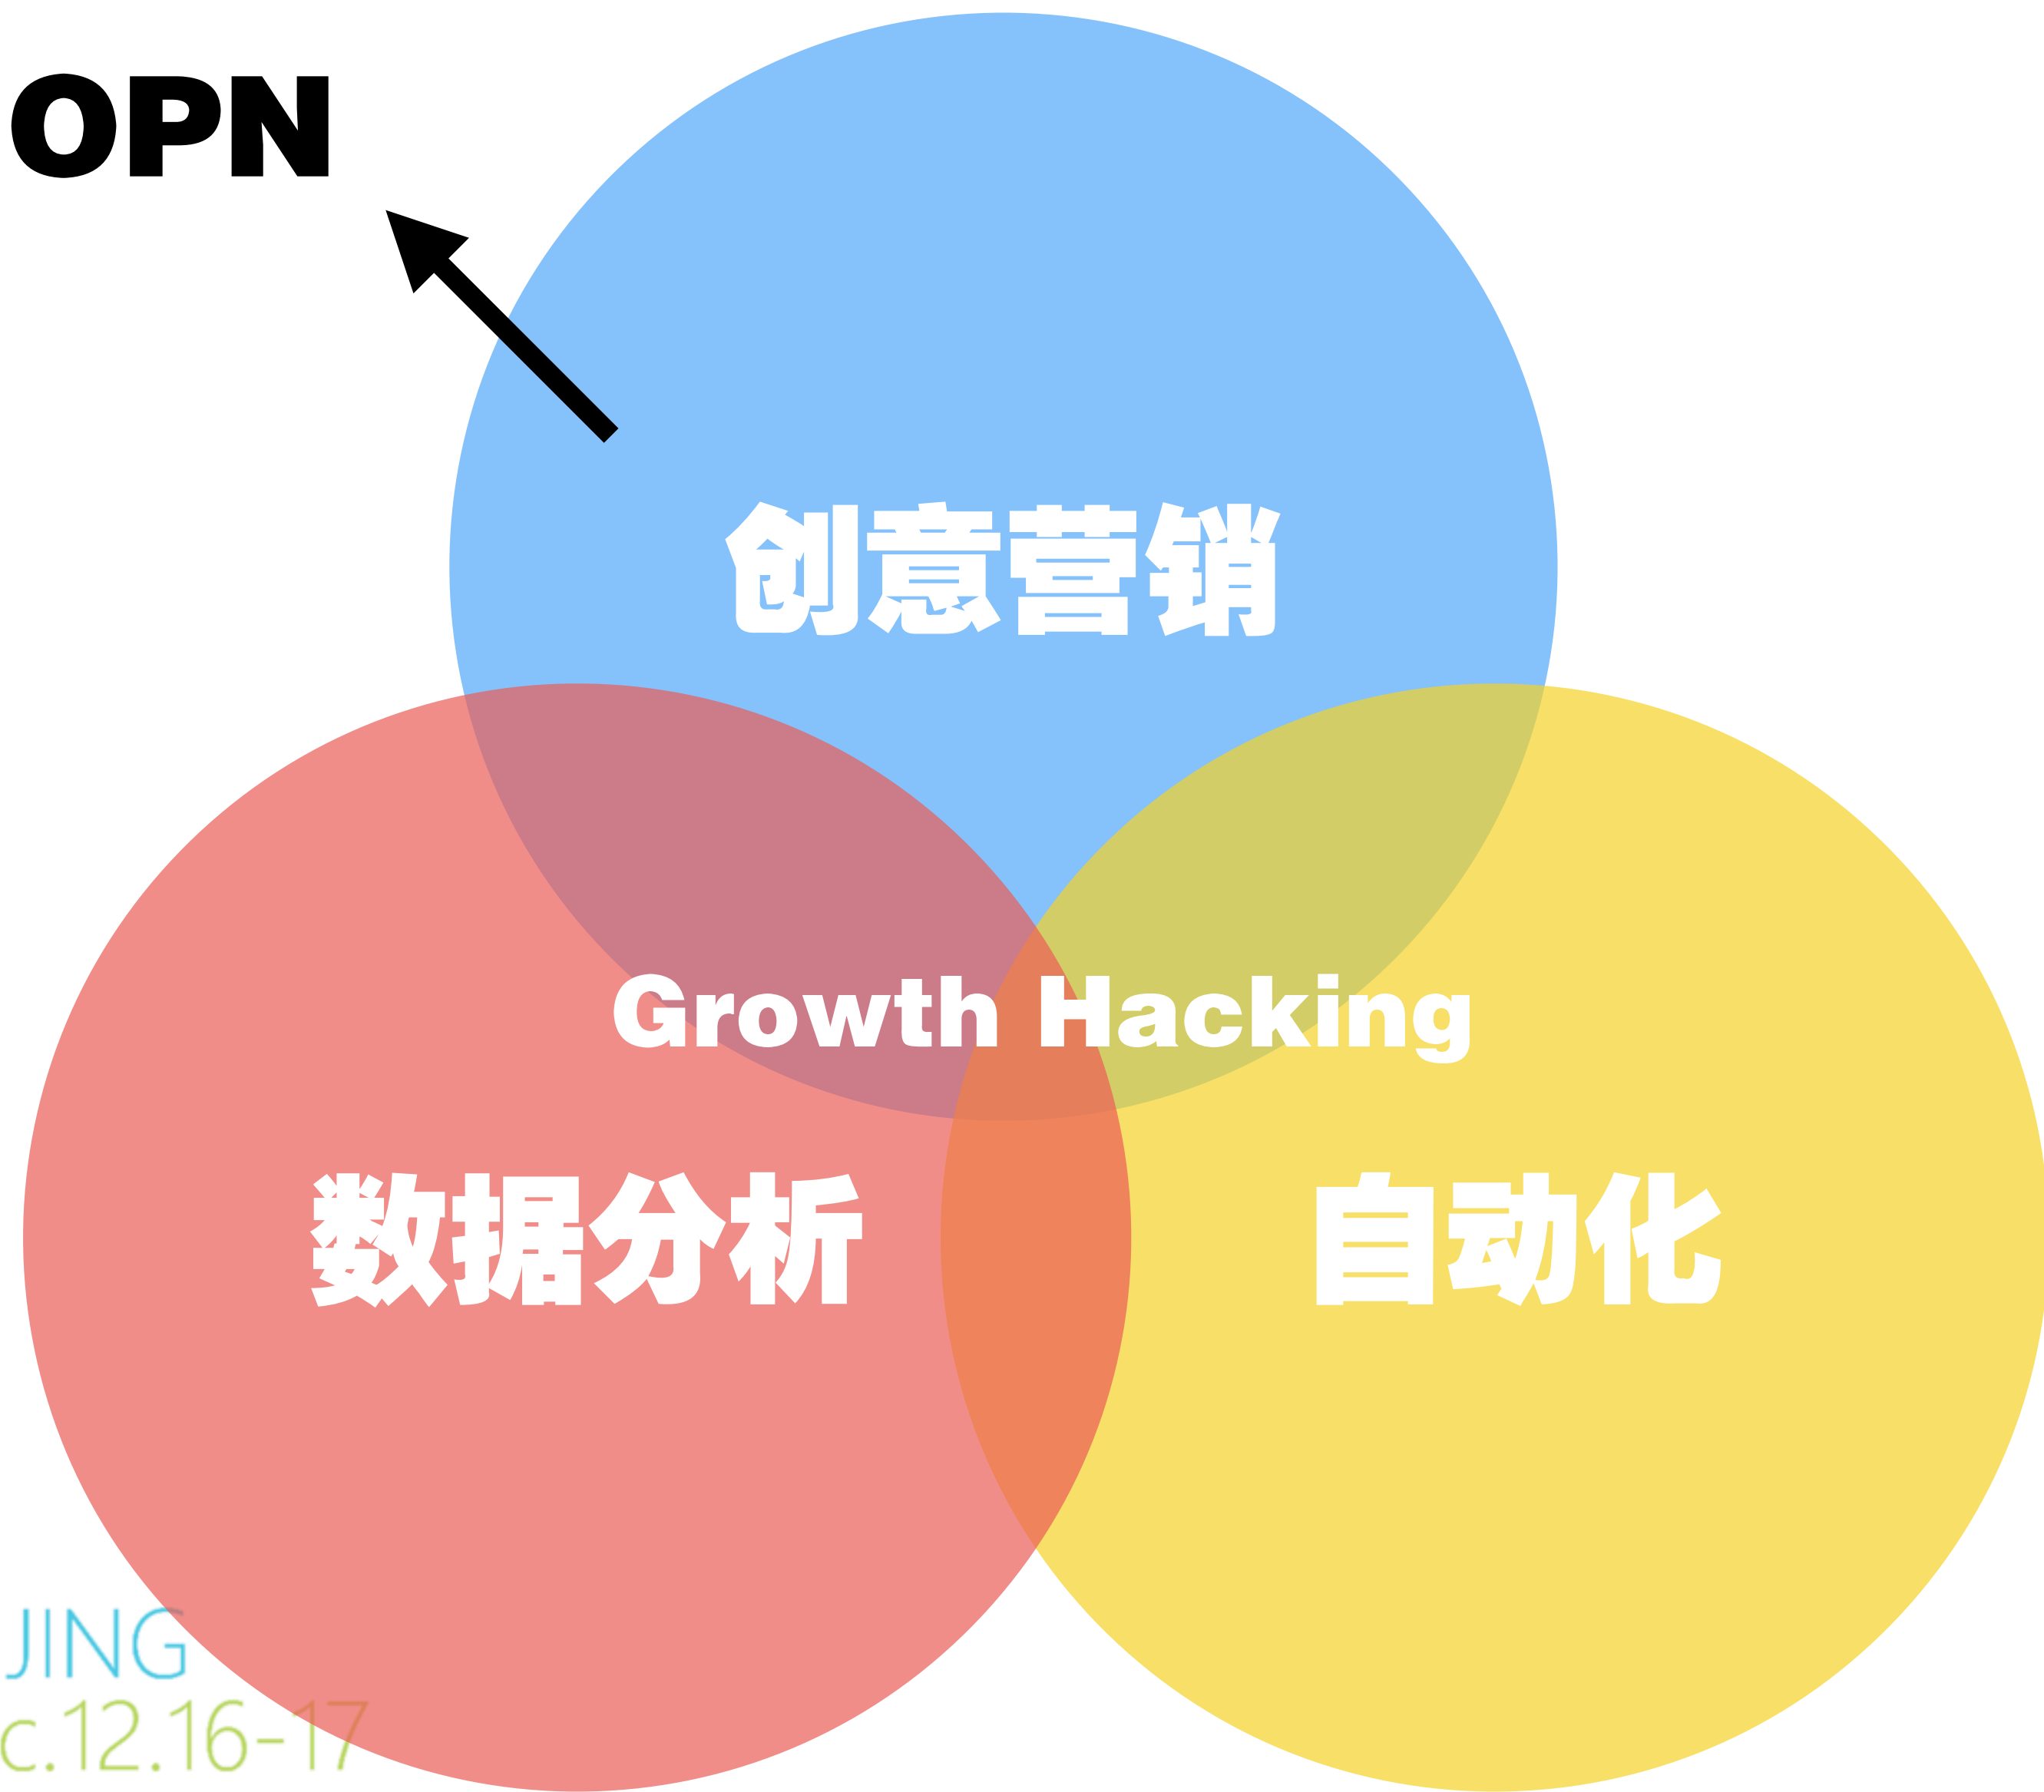 OPN
创意营销
Growth Hacking
数据分析
自动化
JING
c.12.16-17